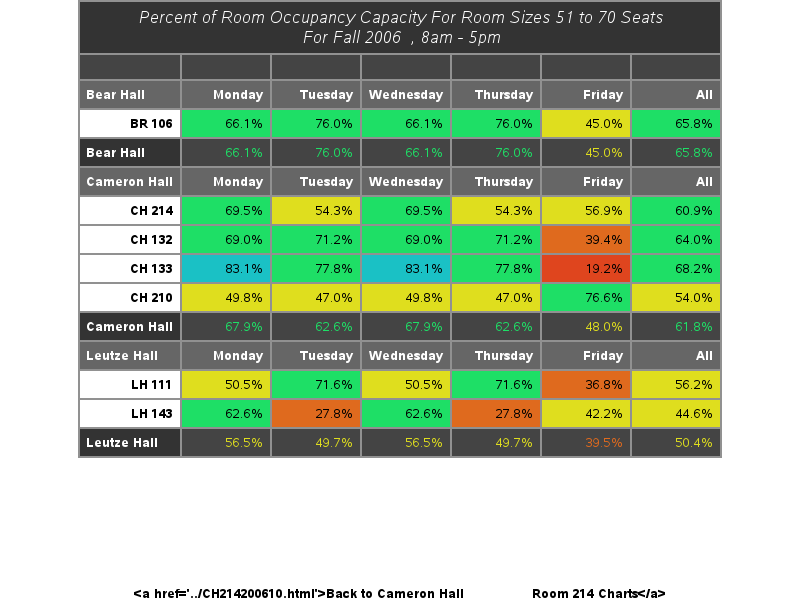 Percent of Room Occupancy Capacity For Room Sizes 51 to 70 Seats
For Fall 2006 , 8am - 5pm
Bear Hall Monday Tuesday Wednesday Thursday Friday All
BR 106 66.1% 76.0% 66.1% 76.0% 45.0% 65.8%
Bear Hall 66.1% 76.0% 66.1% 76.0% 45.0% 65.8%
Cameron Hall Monday Tuesday Wednesday Thursday Friday All
CH 214 69.5% 54.3% 69.5% 54.3% 56.9% 60.9%
CH 132 69.0% 71.2% 69.0% 71.2% 39.4% 64.0%
CH 133 83.1% 77.8% 83.1% 77.8% 19.2% 68.2%
CH 210 49.8% 47.0% 49.8% 47.0% 76.6% 54.0%
Cameron Hall 67.9% 62.6% 67.9% 62.6% 48.0% 61.8%
Leutze Hall Monday Tuesday Wednesday Thursday Friday All
LH 111 50.5% 71.6% 50.5% 71.6% 36.8% 56.2%
LH 143 62.6% 27.8% 62.6% 27.8% 42.2% 44.6%
Leutze Hall 56.5% 49.7% 56.5% 49.7% 39.5% 50.4%
<a href='../CH214200610.html'>Back to Cameron Hall Room 214 Charts</a>